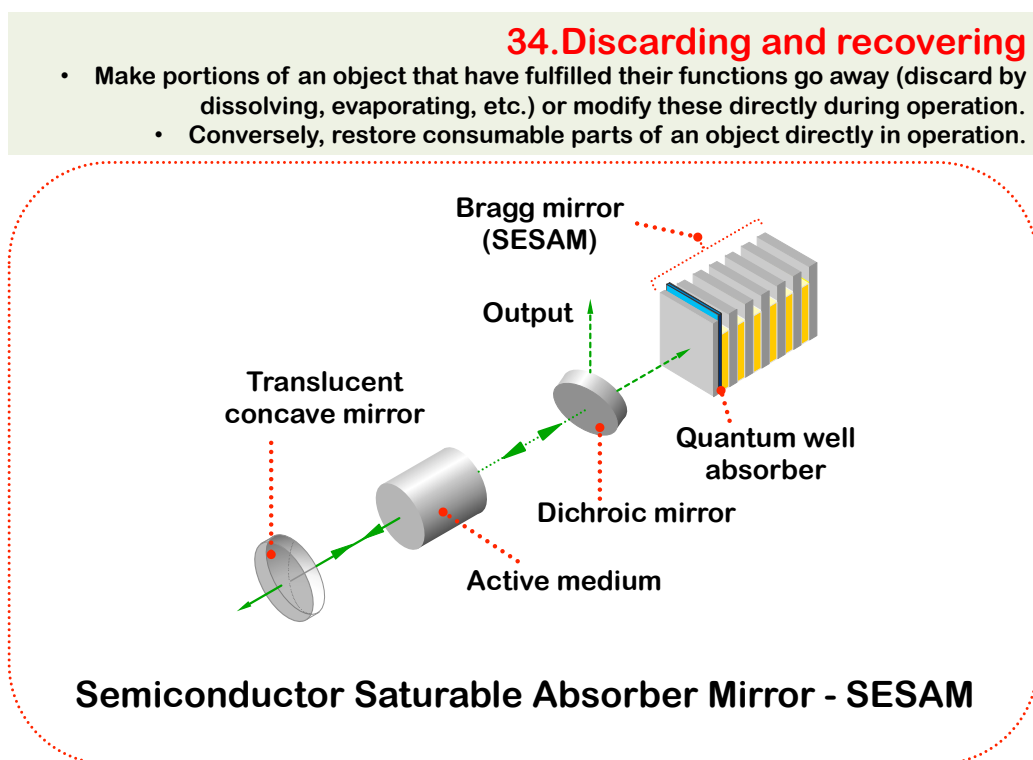 34.Discarding and recovering
• Make portions of an object that have fulfilled their functions go away (discard by
dissolving, evaporating, etc.) or modify these directly during operation.
• Conversely, restore consumable parts of an object directly in operation.
Bragg mirror
(SESAM)
Output
Translucent
concave mirror
Quantum well
absorber
Dichroic mirror
Active medium
Semiconductor Saturable Absorber Mirror - SESAM